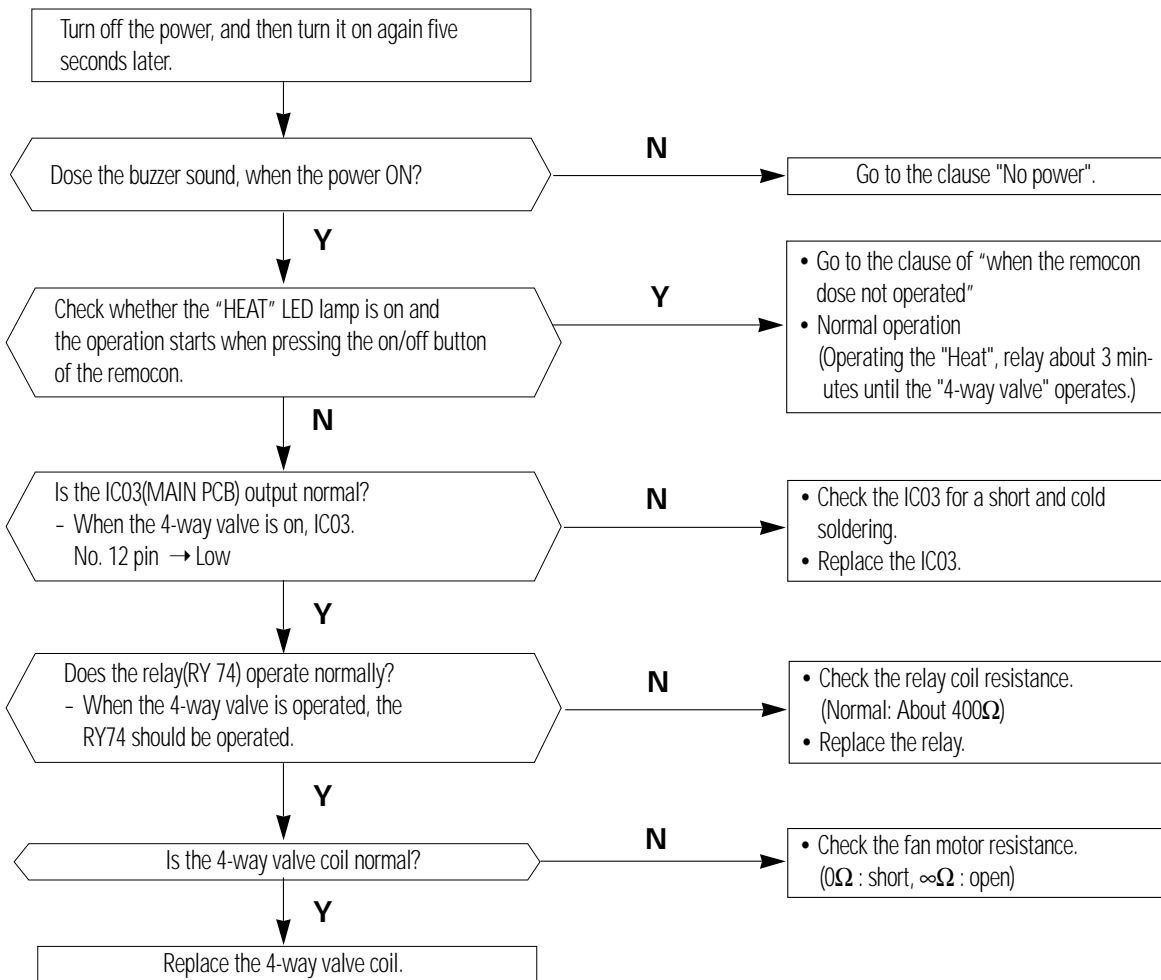 Turn off the power, and then turn it on again five
seconds later.
Dose the buzzer sound, when the power ON?
N
Go to the clause "No power".
Y
Check whether the “HEAT” LED lamp is on and
the operation starts when pressing the on/off button
of the remocon.
Y
• Go to the clause of “when the remocon
dose not operated”
• Normal operation
(Operating the "Heat", relay about 3 min-
utes until the "4-way valve" operates.)
N
Is the IC03(MAIN PCB) output normal?
- When the 4-way valve is on, IC03.
No. 12 pin → Low
N
• Check the IC03 for a short and cold
soldering.
• Replace the IC03.
Y
Does the relay(RY 74) operate normally?
- When the 4-way valve is operated, the
RY74 should be operated.
N
• Check the relay coil resistance.
(Normal: About 400Ω)
• Replace the relay.
Y
Is the 4-way valve coil normal?
N
• Check the fan motor resistance.
(0Ω : short, ∞Ω : open)
Y
Replace the 4-way valve coil.